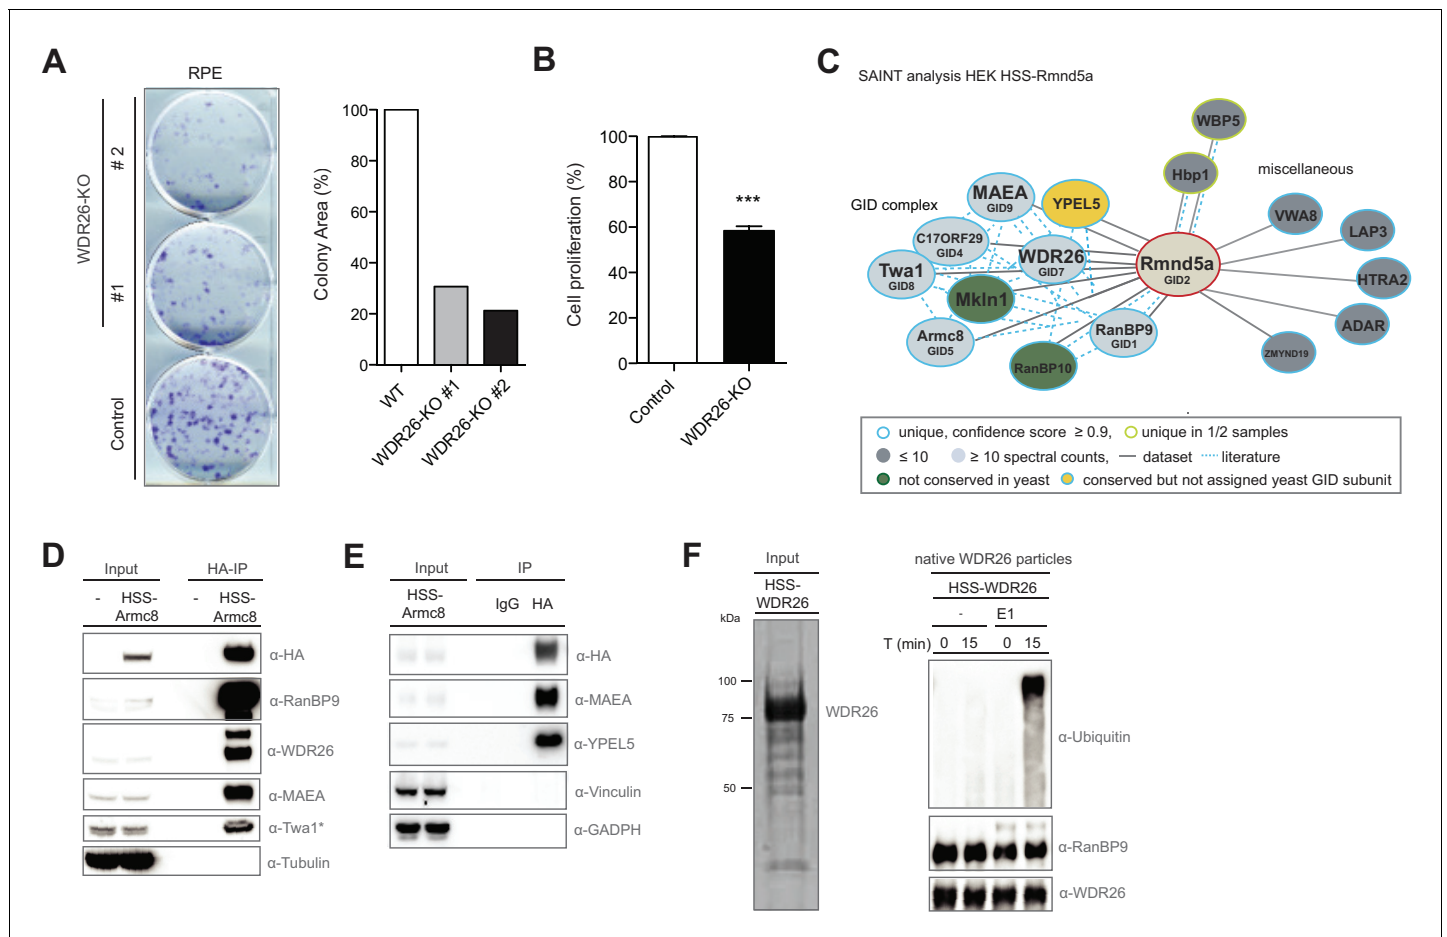 A
RPE
WDR26-KO
# 2
#1
Control
Colony Area (%)
100
80
60
40
20
0
WT
WDR26-KO #1
WDR26-KO #2
B
Cell proliferation (%)
100
80
60
40
20
0
***
Control
WDR26-KO
C
SAINT analysis HEK HSS-Rmnd5a
WBP5
Hbp1
miscellaneous
GID complex
MAEA
GID9
YPEL5
VWA8
LAP3
C17ORF29
GID4
WDR26
GID7
Rmnd5a
GID2
Twa1
GID8
HTRA2
Mkln1
ADAR
Armc8
GID5
RanBP9
GID1
ZMYND19
RanBP10
unique, confidence score ≥ 0.9, unique in 1/2 samples
≤ 10 ≥ 10 spectral counts, dataset literature
not conserved in yeast conserved but not assigned yeast GID subunit
D
Input HA-IP
- HSS-Armc8 - HSS-Armc8
α-HA
α-RanBP9
α-WDR26
α-MAEA
α-Twa1*
α-Tubulin
E
Input IP
HSS-Armc8 IgG HA
α-HA
α-MAEA
α-YPEL5
α-Vinculin
α-GADPH
F
Input
HSS-WDR26
kDa
100
75
50
WDR26
native WDR26 particles
HSS-WDR26
- E1
T (min) 0 15 0 15
α-Ubiquitin
α-RanBP9
α-WDR26